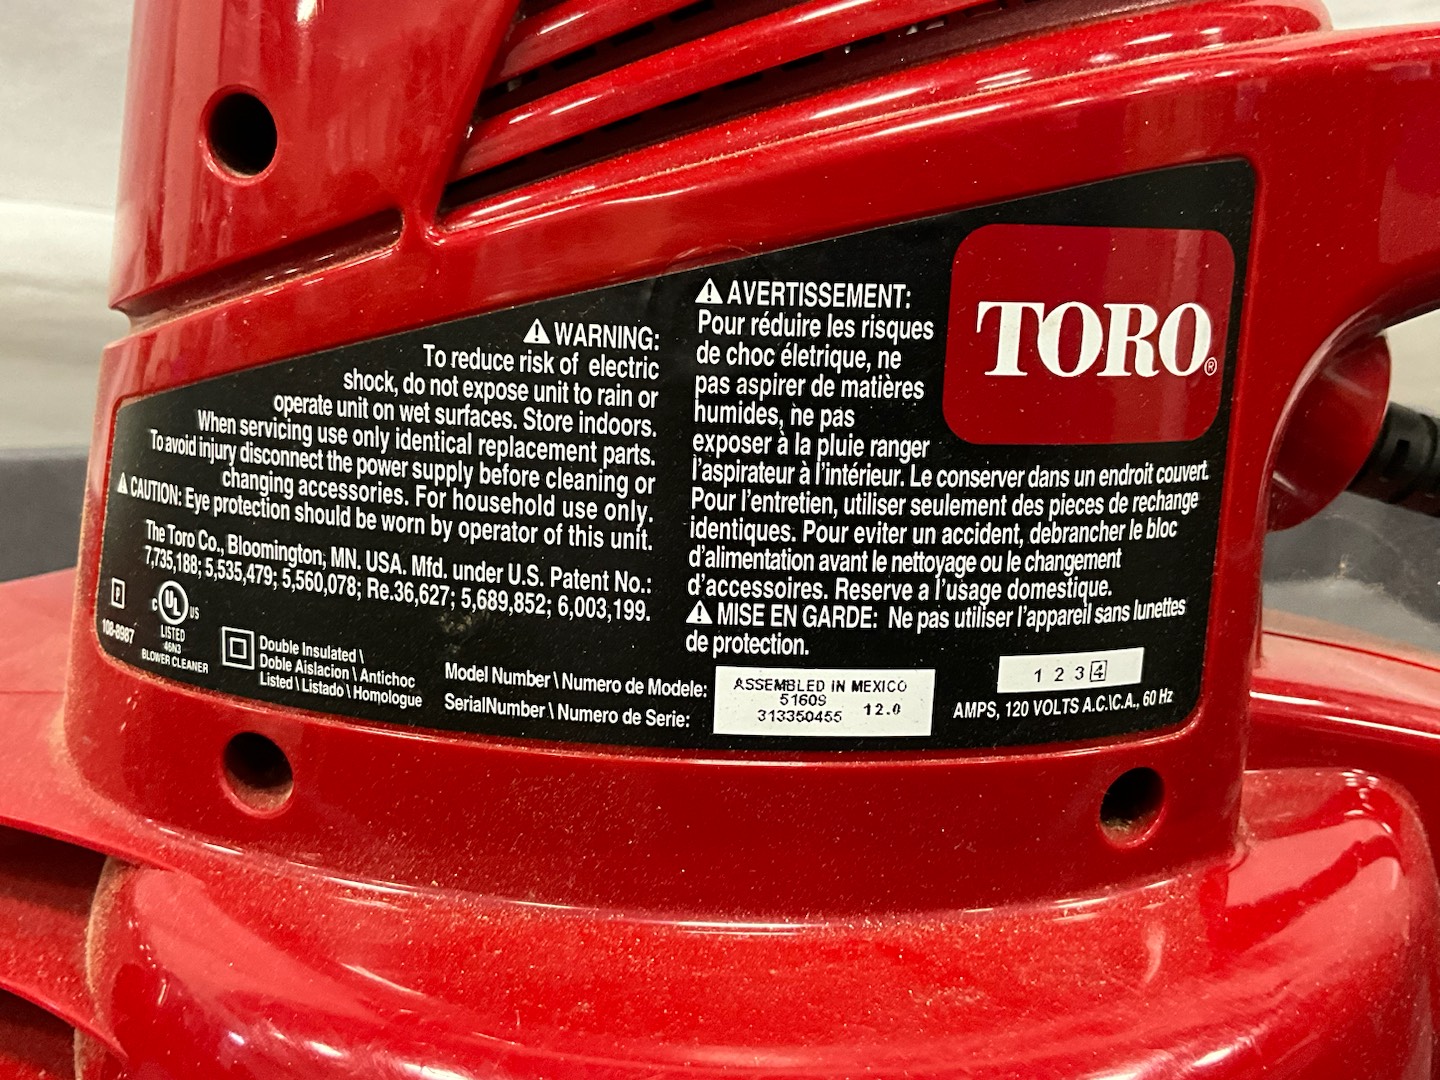 WARNING:
To reduce risk of electric
shock, do not expose unit to rain or
operate unit on wet surfaces. Store indoors.
When servicing use only identical replacement parts.
To avoid injury disconnect the power supply before cleaning or
changing accessories. For household use only.
CAUTION: Eye protection should be worn by operator of this unit.
The Toro Co., Bloomington, MN. USA. Mfd. under U.S. Patent No.:
7,735,188; 5,535,479; 5,560,078; Re.36,627; 5,689,852; 6,003,199.
P
108-8987
C UL US
LISTED
46N3
BLOWER CLEANER
Double Insulated \
Doble Aislacion \ Antichoc
Listed \ Listado \ Homologue
AVERTISSEMENT:
Pour réduire les risques
de choc életrique, ne
pas aspirer de matières
humides, ne pas
exposer à la pluie ranger
l'aspirateur à l'intérieur. Le conserver dans un endroit couvert.
Pour l'entretien, utiliser seulement des pieces de rechange
identiques. Pour eviter un accident, debrancher le bloc
d'alimentation avant le nettoyage ou le changement
d'accessoires. Reserve a l'usage domestique.
MISE EN GARDE: Ne pas utiliser l'appareil sans lunettes
de protection.
TORO®
Model Number \ Numero de Modele:
SerialNumber \ Numero de Serie:
ASSEMBLED IN MEXICO
51609
313350455 12.0
1 2 3 4
AMPS, 120 VOLTS A.C.\C.A., 60 Hz